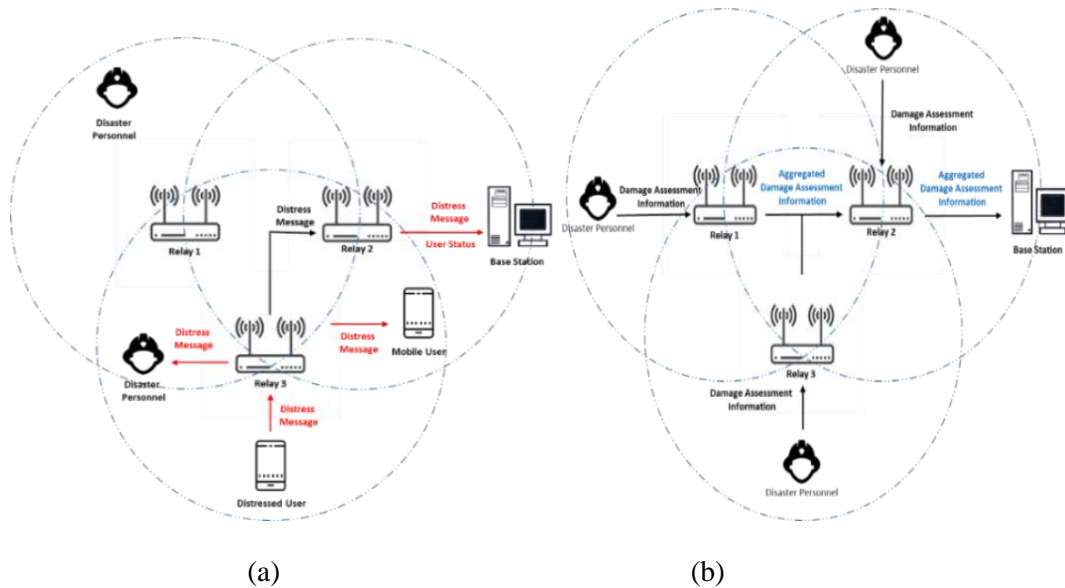 Disaster
Personnel
Relay 1
Distress
Message
Relay 2
Distress
Message
User Status
Base Station
Distress
Message
Disaster
Personnel
Relay 3
Distress
Message
Mobile User
Distress
Message
Distressed User
(a)
Disaster Personnel
Damage Assessment
Information
Disaster Personnel
Damage Assessment
Information
Relay 1
Aggregated
Damage Assessment
Information
Relay 2
Aggregated
Damage Assessment
Information
Base Station
Relay 3
Damage Assessment
Information
Disaster Personnel
(b)